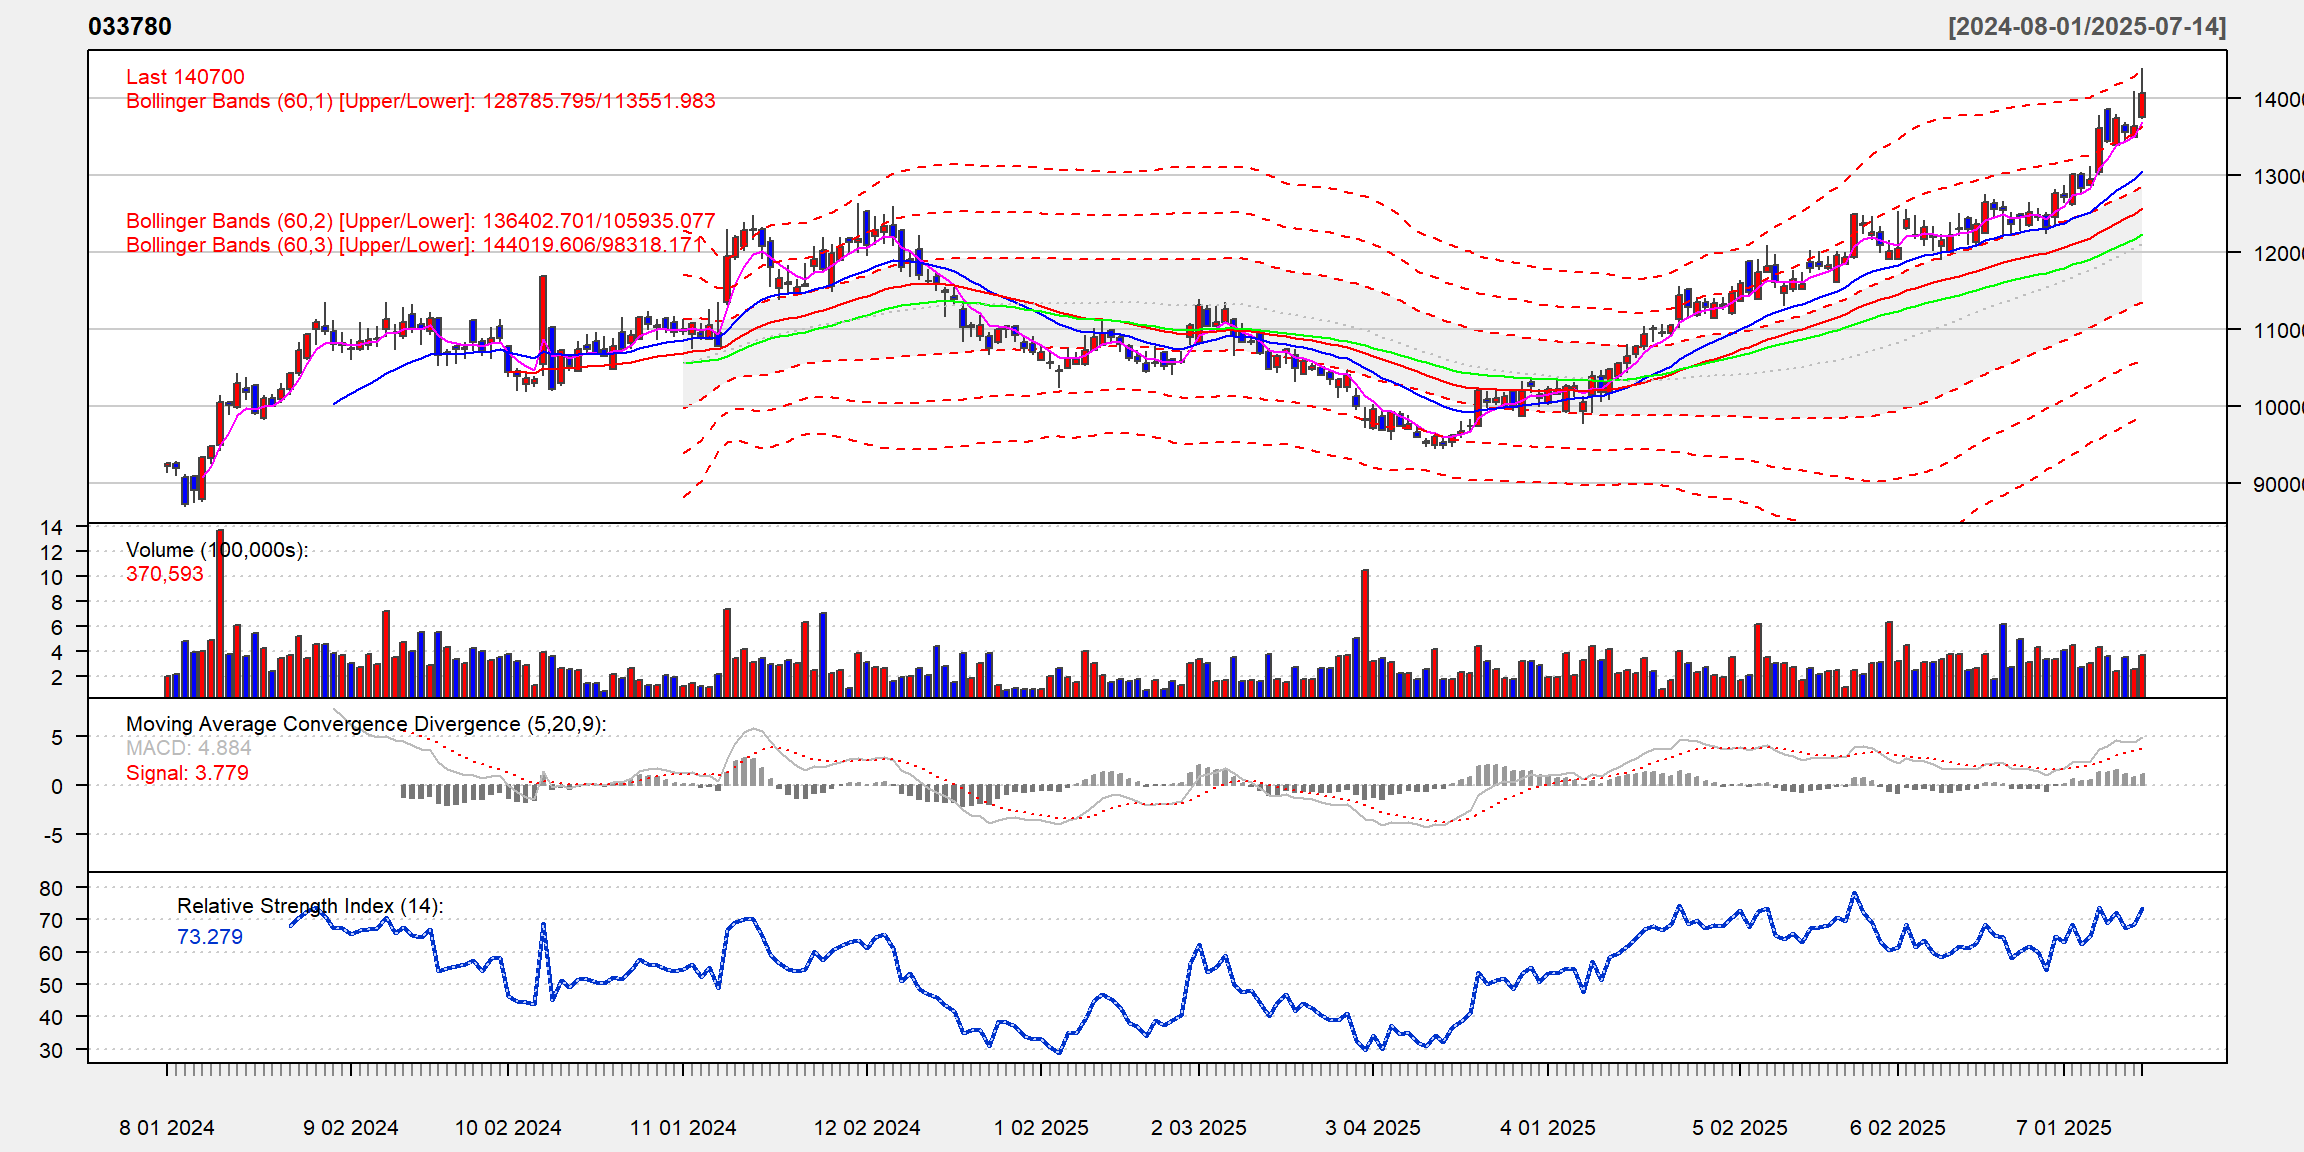 033780
[2024-08-01/2025-07-14]
Last 140700
Bollinger Bands (60,1) [Upper/Lower]: 128785.795/113551.983
Bollinger Bands (60,2) [Upper/Lower]: 136402.701/105935.077
Bollinger Bands (60,3) [Upper/Lower]: 144019.606/98318.171
14000
13000
12000
11000
10000
90000
Volume (100,000s):
370,593
14
12
10
8
6
4
2
Moving Average Convergence Divergence (5,20,9):
MACD: 4.884
Signal: 3.779
5
0
-5
Relative Strength Index (14):
73.279
80
70
60
50
40
30
8 01 2024
9 02 2024
10 02 2024
11 01 2024
12 02 2024
1 02 2025
2 03 2025
3 04 2025
4 01 2025
5 02 2025
6 02 2025
7 01 2025